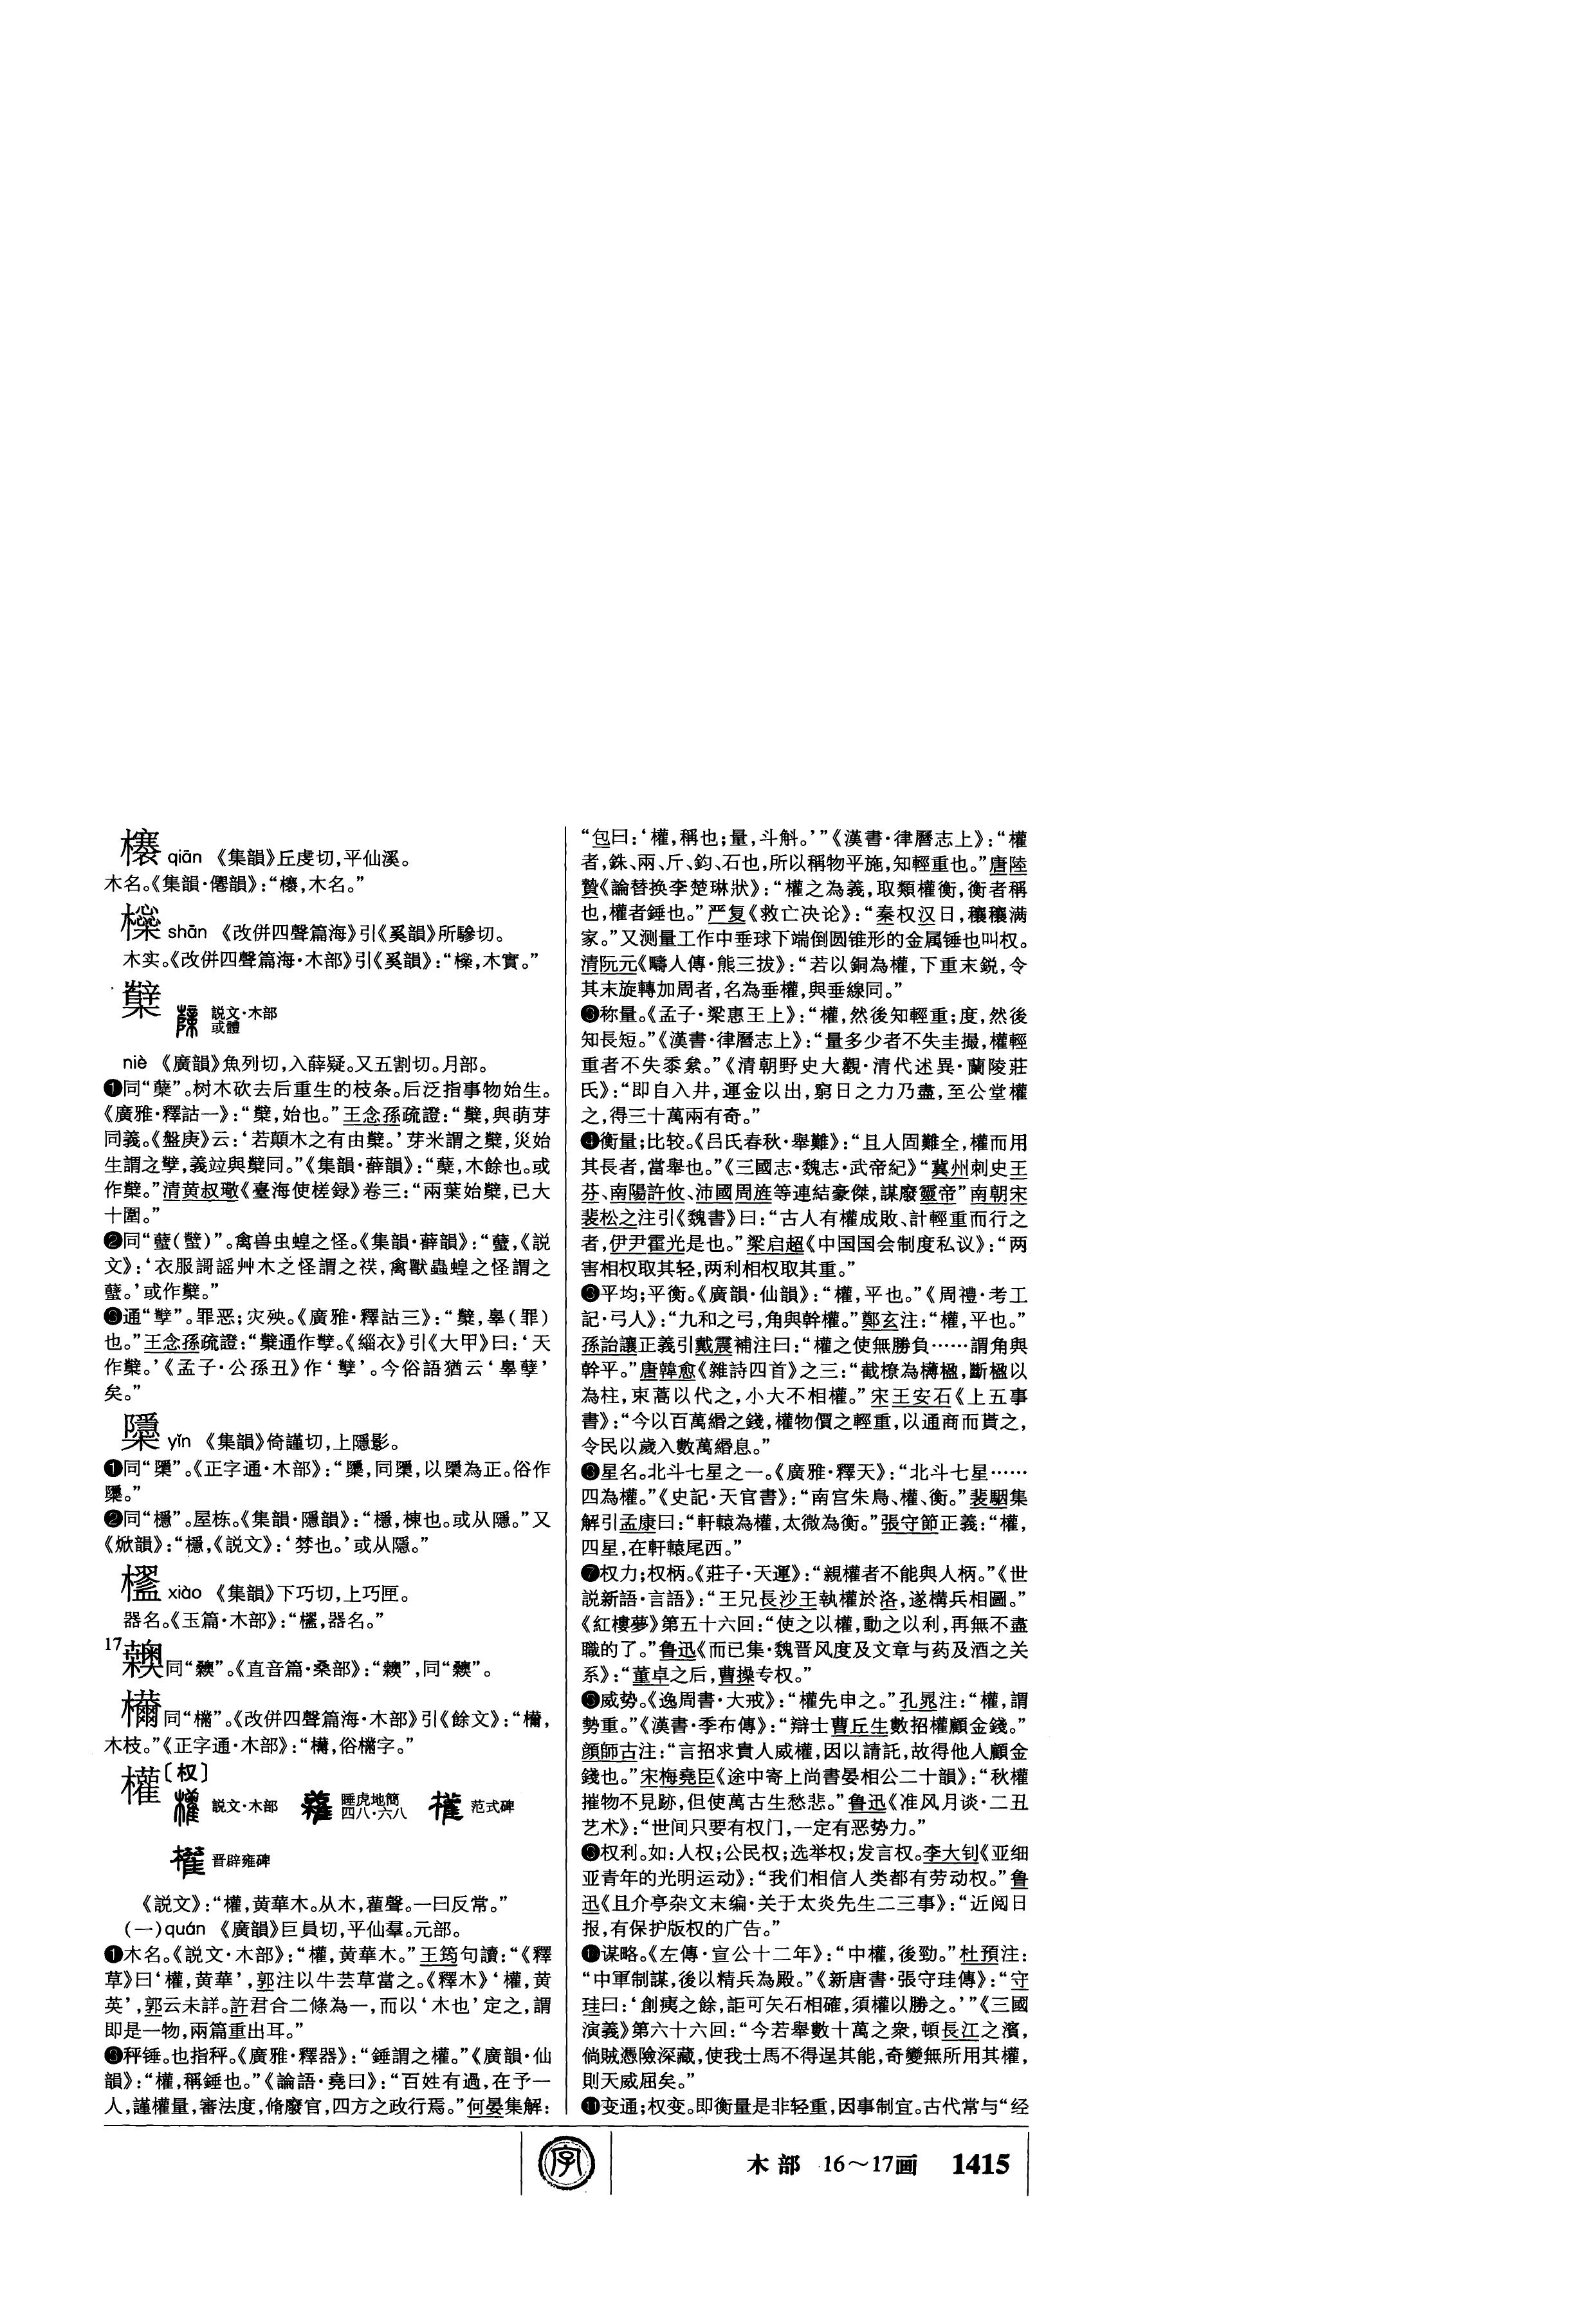 qiān 《集韻》丘虔切,平仙溪。
木名。《集韻·僊韻》:“,木名。”
shān 《改併四聲篇海》引《奚韻》所驂切。
木实。《改併四聲篇海·木部》引《奚韻》:“,木實。”
櫱 説文·木部
或體
niè 《廣韻》魚列切,入薛疑。又五割切。月部。
❶同“蘖”。树木砍去后重生的枝条。后泛指事物始生。
《廣雅·釋詁一》:“櫱,始也。”王念孫疏證:“櫱,與萌芽
同義。《盤庚》云:‘若顛木之有由櫱。’芽米謂之櫱,災始
生謂之孼,義竝與櫱同。”《集韻·薛韻》:“蘖,木餘也。或
作櫱。”清黄叔璥《臺海使槎録》卷三:“兩葉始櫱,已大
十圍。”
❷同“蠥(蠥)”。禽兽虫蝗之怪。《集韻·薛韻》:“蠥,《説
文》:‘衣服謌謡艸木之怪謂之祅,禽獸蟲蝗之怪謂之
蠥。’或作櫱。”
❸通“孼”。罪恶;灾殃。《廣雅·釋詁三》:“櫱,辠(罪)
也。”王念孫疏證:“櫱通作孼。《緇衣》引《大甲》曰:‘天
作櫱。’《孟子·公孫丑》作‘孼’。今俗語猶云‘辠孼’
矣。”
櫽 yǐn 《集韻》倚謹切,上隱影。
❶同“檃”。《正字通·木部》:“櫽,同檃,以檃為正。俗作
櫽。”
❷同“檼”。屋栋。《集韻·隱韻》:“檼,棟也。或从隱。”又
《焮韻》:“檼,《説文》:‘棼也。’或从隱。”
xiào 《集韻》下巧切,上巧匣。
器名。《玉篇·木部》:“,器名。”
17
同“”。《直音篇·桑部》:“”,同“”。
同“”。《改併四聲篇海·木部》引《餘文》:“,
木枝。”《正字通·木部》:“,俗字。”
權〔权〕
説文·木部 睡虎地簡 四八·六八 范式碑
晋辟雍碑
《説文》:“權,黄華木。从木,雚聲。一曰反常。”
(一)quán 《廣韻》巨員切,平仙羣。元部。
❶木名。《説文·木部》:“權,黄華木。”王筠句讀:“《釋
草》曰‘權,黄華’,郭注以牛芸草當之。《釋木》‘權,黄
英’,郭云未詳。許君合二條為一,而以‘木也’定之,謂
即是一物,兩篇重出耳。”
❷秤锤。也指秤。《廣雅·釋器》:“錘謂之權。”《廣韻·仙
韻》:“權,稱錘也。”《論語·堯曰》:“百姓有過,在予一
人,謹權量,審法度,脩廢官,四方之政行焉。”何晏集解:
“包曰:‘權,稱也;量,斗斛。’”《漢書·律曆志上》:“權
者,銖、兩、斤、鈞、石也,所以稱物平施,知輕重也。”唐陸
贄《論替换李楚琳狀》:“權之為義,取類權衡,衡者稱
也,權者錘也。”严复《救亡决论》:“秦权汉日,穰穰满
家。”又测量工作中垂球下端倒圆锥形的金属锤也叫权。
清阮元《疇人傳·熊三拔》:“若以銅為權,下重末鋭,令
其末旋轉加周者,名為垂權,與垂線同。”
❸称量。《孟子·梁惠王上》:“權,然後知輕重;度,然後
知長短。”《漢書·律曆志上》:“量多少者不失圭撮,權輕
重者不失黍絫。”《清朝野史大觀·清代述異·蘭陵莊
氏》:“即自入井,運金以出,窮日之力乃盡,至公堂權
之,得三十萬兩有奇。”
❹衡量;比较。《吕氏春秋·舉難》:“且人固難全,權而用
其長者,當舉也。”《三國志·魏志·武帝紀》“冀州刺史王
芬、南陽許攸、沛國周旌等連結豪傑,謀廢靈帝”南朝宋
裴松之注引《魏書》曰:“古人有權成敗、計輕重而行之
者,伊尹霍光是也。”梁启超《中国国会制度私议》:“两
害相权取其轻,两利相权取其重。”
❺平均;平衡。《廣韻·仙韻》:“權,平也。”《周禮·考工
記·弓人》:“九和之弓,角與幹權。”鄭玄注:“權,平也。”
孫詒讓正義引戴震補注曰:“權之使無勝負……謂角與
幹平。”唐韓愈《雜詩四首》之三:“截橑為欂楹,斷楹以
為柱,束蒿以代之,小大不相權。”宋王安石《上五事
書》:“今以百萬緡之錢,權物價之輕重,以通商而貰之,
令民以歲入數萬緡息。”
❻星名。北斗七星之一。《廣雅·釋天》:“北斗七星……
四為權。”《史記·天官書》:“南宫朱鳥、權、衡。”裴駰集
解引孟康曰:“軒轅為權,太微為衡。”張守節正義:“權,
四星,在軒轅尾西。”
❼权力;权柄。《莊子·天運》:“親權者不能與人柄。”《世
説新語·言語》:“王兄長沙王執權於洛,遂構兵相圖。”
《紅樓夢》第五十六回:“使之以權,動之以利,再無不盡
職的了。”鲁迅《而已集·魏晋风度及文章与药及酒之关
系》:“董卓之后,曹操专权。”
❽威势。《逸周書·大戒》:“權先申之。”孔晁注:“權,謂
勢重。”《漢書·季布傳》:“辯士曹丘生數招權顧金錢。”
顔師古注:“言招求貴人威權,因以請託,故得他人顧金
錢也。”宋梅堯臣《途中寄上尚書晏相公二十韻》:“秋權
摧物不見跡,但使萬古生愁悲。”鲁迅《准风月谈·二丑
艺术》:“世间只要有权门,一定有恶势力。”
❾权利。如:人权;公民权;选举权;发言权。李大钊《亚细
亚青年的光明运动》:“我们相信人类都有劳动权。”鲁
迅《且介亭杂文末编·关于太炎先生二三事》:“近阅日
报,有保护版权的广告。”
❿谋略。《左傳·宣公十二年》:“中權,後勁。”杜預注:
“中軍制謀,後以精兵為殿。”《新唐書·張守珪傳》:“守
珪曰:‘創痍之餘,詎可矢石相確,須權以勝之。’”《三國
演義》第六十六回:“今若舉數十萬之衆,頓長江之濱,
倘賊憑險深藏,使我士馬不得逞其能,奇變無所用其權,
則天威屈矣。”
⓫变通;权变。即衡量是非轻重,因事制宜。古代常与“经
字
木部 16～17画 1415